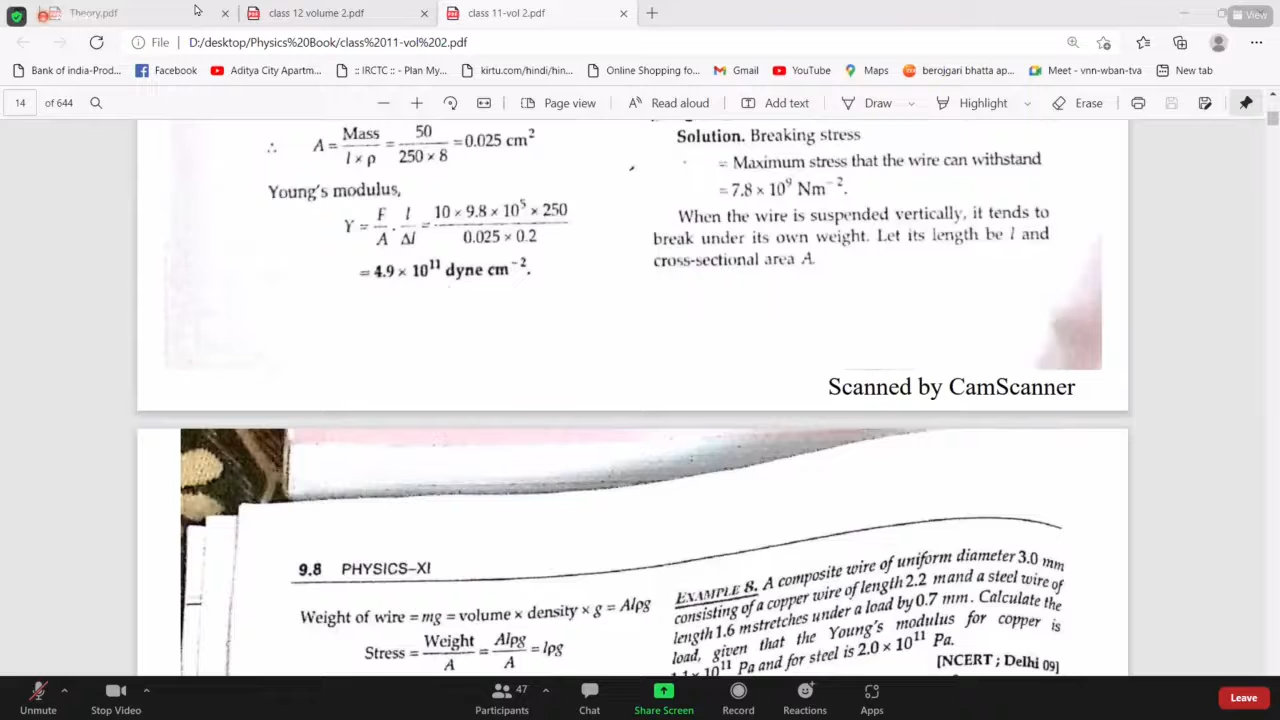 Theory.pdf
class 12 volume 2.pdf
class 11-vol 2.pdf
View
File D:/desktop/Physics%20Book/class%2011-vol%202.pdf
Bank of india-Prod... Facebook Aditya City Apartm... :: IRCTC :: - Plan My... kirtu.com/hindi/hin... Online Shopping fo... Gmail YouTube Maps berojgari bhatta ap... Meet - vnn-wban-tva New tab
14 of 644 Page view Read aloud Add text Draw Highlight Erase
∴ A = Mass / l × ρ = 50 / 250 × 8 = 0.025 cm²
Young's modulus,
Y = F/A . l/Δl = 10 × 9.8 × 10⁵ × 250 / 0.025 × 0.2
= 4.9 × 10¹¹ dyne cm⁻².
Solution. Breaking stress
= Maximum stress that the wire can withstand
= 7.8 × 10⁹ Nm⁻².
When the wire is suspended vertically, it tends to
break under its own weight. Let its length be l and
cross-sectional area A.
Scanned by CamScanner
9.8 PHYSICS–XI
Weight of wire = mg = volume × density × g = Alρg
Stress = Weight / A = Alρg / A = lρg
EXAMPLE 8. A composite wire of uniform diameter 3.0 mm
consisting of a copper wire of length 2.2 m and a steel wire of
length 1.6 m stretches under a load by 0.7 mm. Calculate the
load, given that the Young's modulus for copper is
1.1 × 10¹¹ Pa and for steel is 2.0 × 10¹¹ Pa.
[NCERT ; Delhi 09]
Unmute Stop Video 47 Participants Chat Share Screen Record Reactions Apps Leave